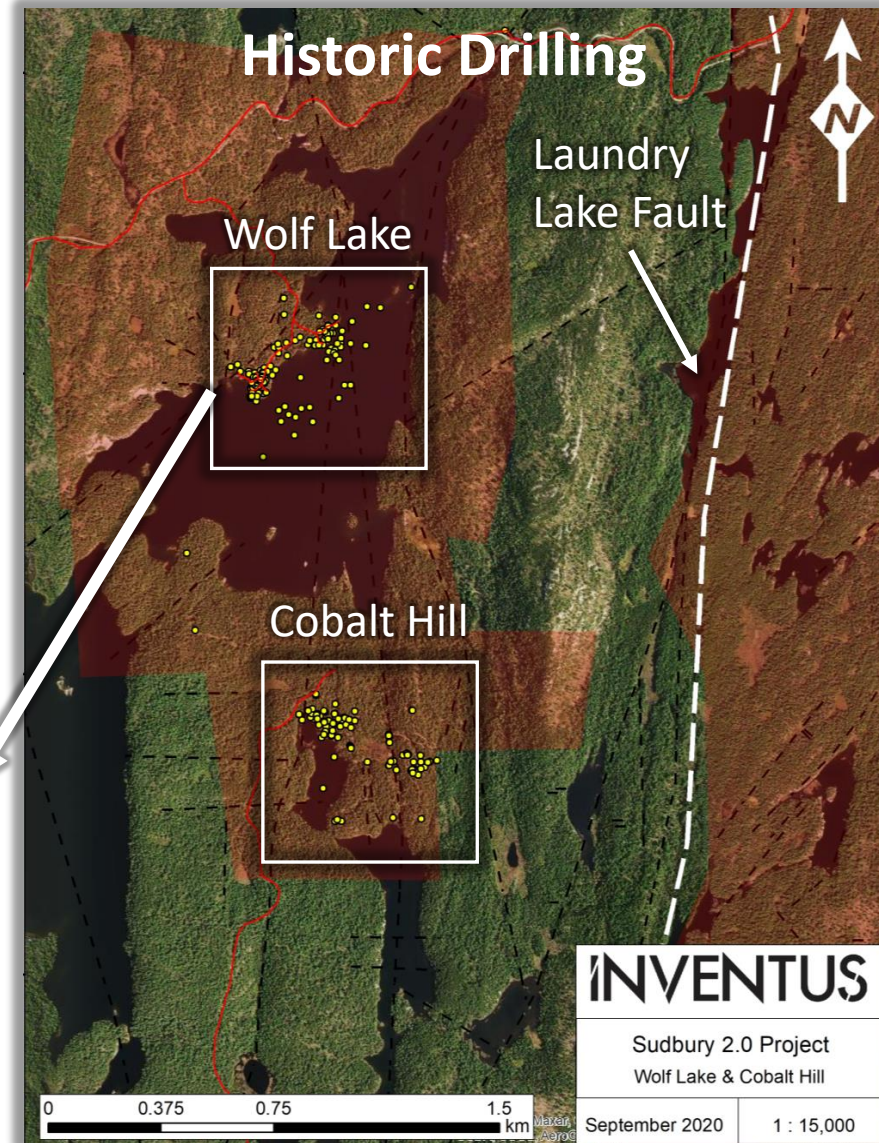 Historic Drilling
N
Laundry
Lake Fault
Wolf Lake
Cobalt Hill
INVENTUS
Sudbury 2.0 Project
Wolf Lake & Cobalt Hill
0 0.375 0.75 1.5
km
Maxar,
September 2020 1 : 15,000